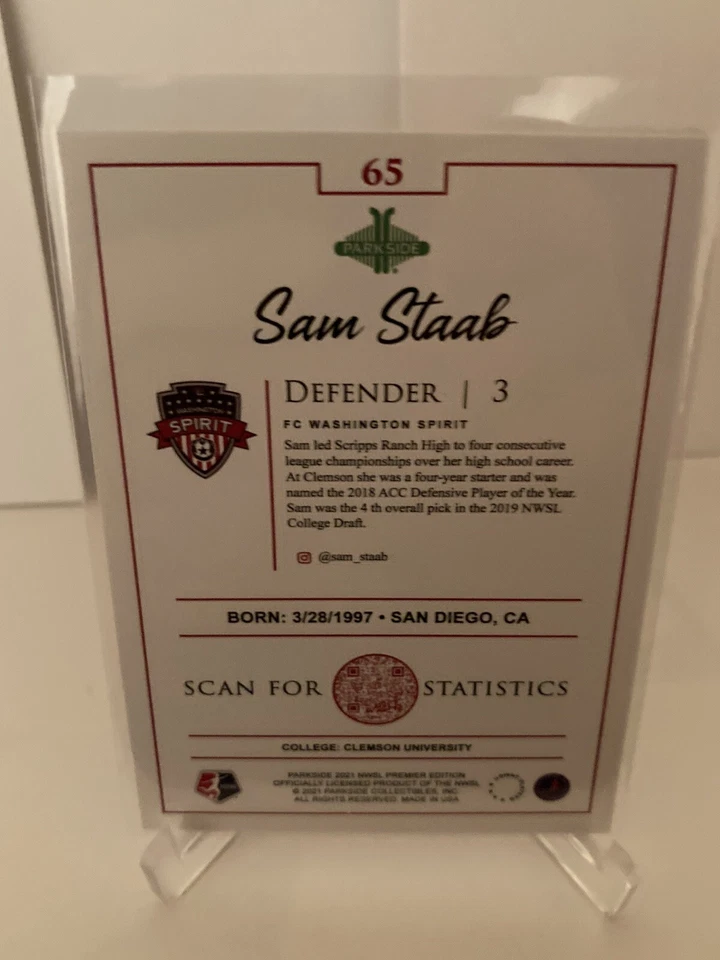 65
PARKSIDE
Sam Staab
WASHINGTON
SPIRIT
DEFENDER | 3
FC WASHINGTON SPIRIT
Sam led Scripps Ranch High to four consecutive
league championships over her high school career.
At Clemson she was a four-year starter and was
named the 2018 ACC Defensive Player of the Year.
Sam was the 4 th overall pick in the 2019 NWSL
College Draft.
@sam_staab
BORN: 3/28/1997 • SAN DIEGO, CA
SCAN FOR STATISTICS
COLLEGE: CLEMSON UNIVERSITY
PARKSIDE 2021 NWSL PREMIER EDITION
OFFICIALLY LICENSED PRODUCT OF THE NWSL
© 2021 PARKSIDE COLLECTIBLES, INC.
ALL RIGHTS RESERVED. MADE IN USA